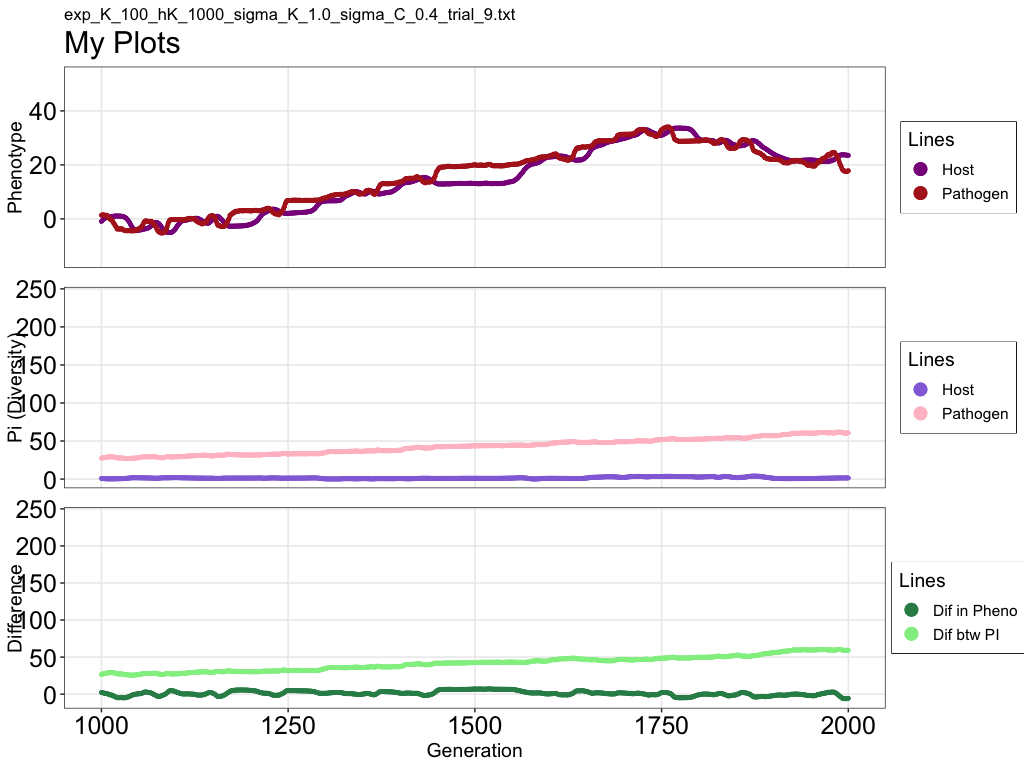 exp_K_100_hK_1000_sigma_K_1.0_sigma_C_0.4_trial_9.txt
My Plots
Phenotype
40
20
0
Lines
Host
Pathogen
Pi (Diversity)
250
200
150
100
50
0
Lines
Host
Pathogen
Difference
250
200
150
100
50
0
Lines
Dif in Pheno
Dif btw PI
1000
1250
1500
1750
2000
Generation